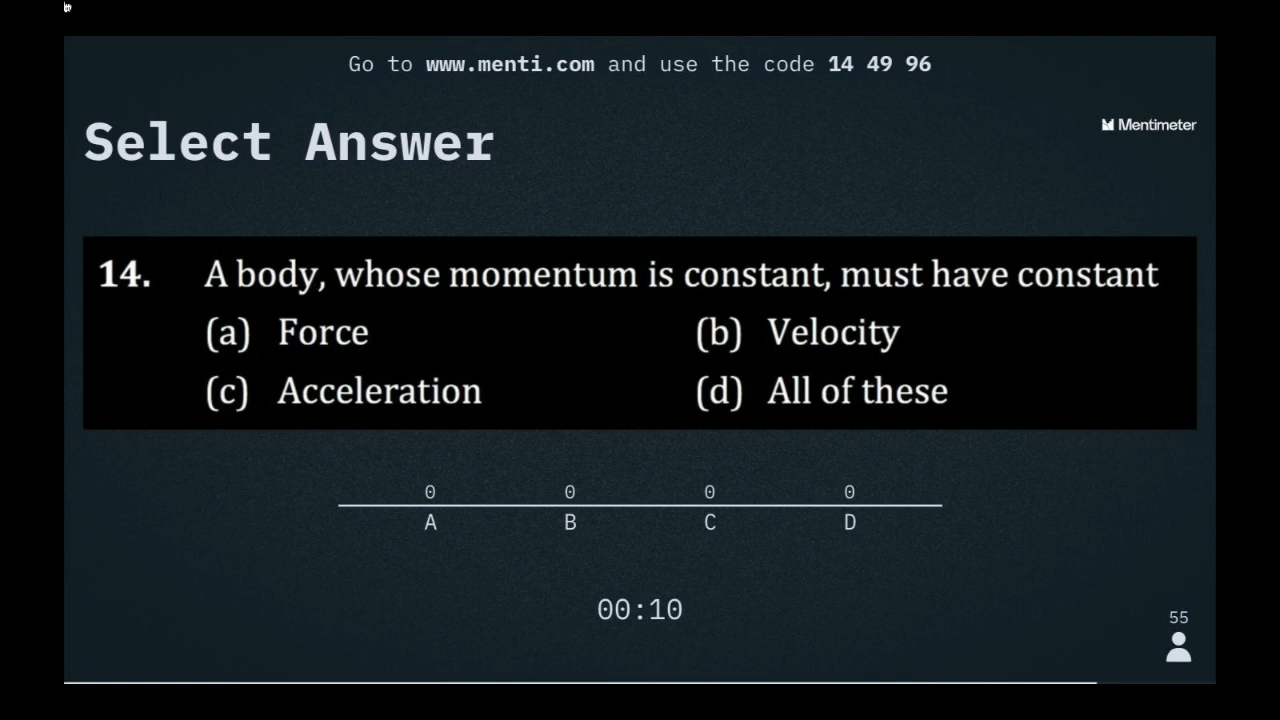 Go to www.menti.com and use the code 14 49 96
Select Answer
Mentimeter
14. A body, whose momentum is constant, must have constant
(a) Force (b) Velocity
(c) Acceleration (d) All of these
0 0 0 0
A B C D
00:10
55